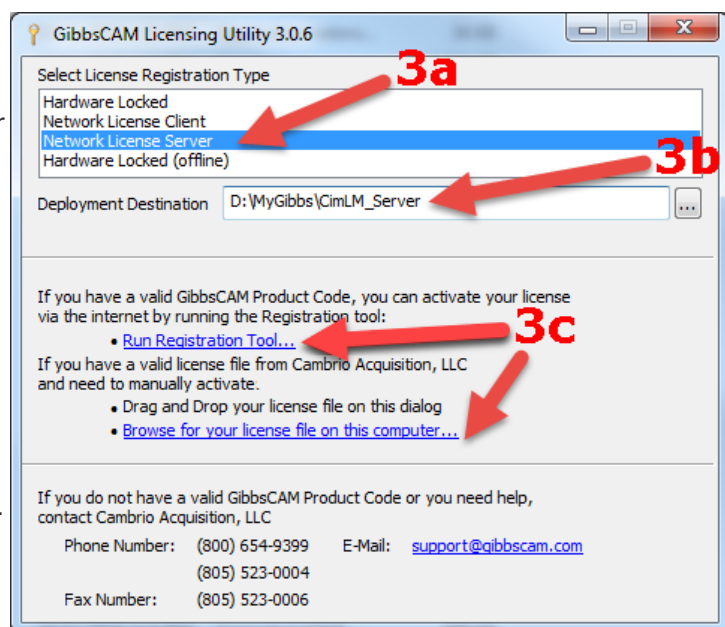 GibbsCAM Licensing Utility 3.0.6
Select License Registration Type
3a
Hardware Locked
Network License Client
Network License Server
3b
Hardware Locked (offline)
Deployment Destination D:\MyGibbs\CimLM_Server ...
If you have a valid GibbsCAM Product Code, you can activate your license
via the internet by running the Registration tool:
• Run Registration Tool...
3c
If you have a valid license file from Cambrio Acquisition, LLC
and need to manually activate.
• Drag and Drop your license file on this dialog
• Browse for your license file on this computer...
If you do not have a valid GibbsCAM Product Code or you need help,
contact Cambrio Acquisition, LLC
Phone Number: (800) 654-9399 E-Mail: support@gibbscam.com
(805) 523-0004
Fax Number: (805) 523-0006